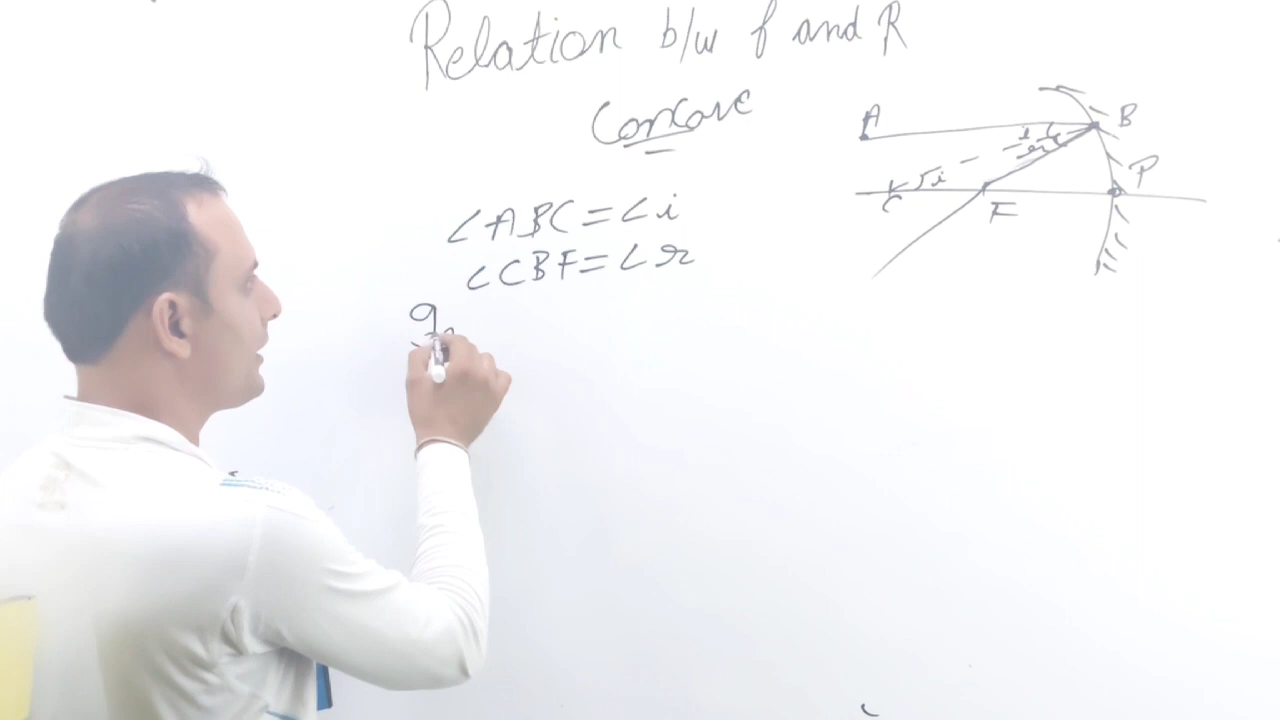 Relation b/w f and R
Concave
∠ABC=∠i
∠CBF=∠r
A
B
i
r
i
P
C
F